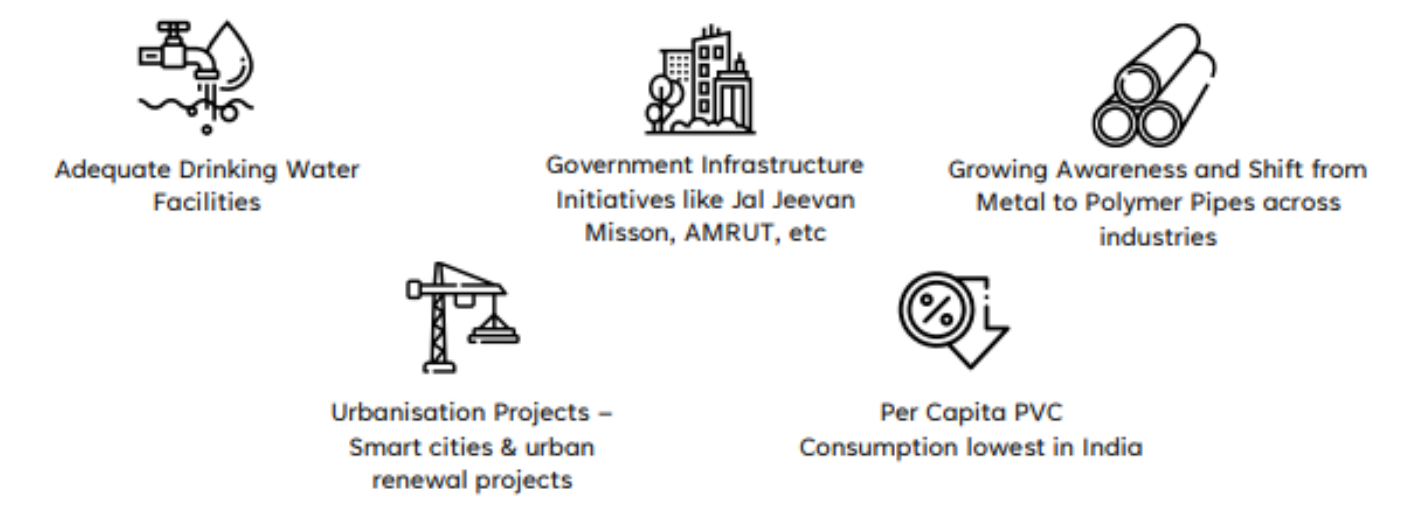 Adequate Drinking Water
Facilities
Government Infrastructure
Initiatives like Jal Jeevan
Misson, AMRUT, etc
Growing Awareness and Shift from
Metal to Polymer Pipes across
industries
Urbanisation Projects –
Smart cities & urban
renewal projects
%
Per Capita PVC
Consumption lowest in India